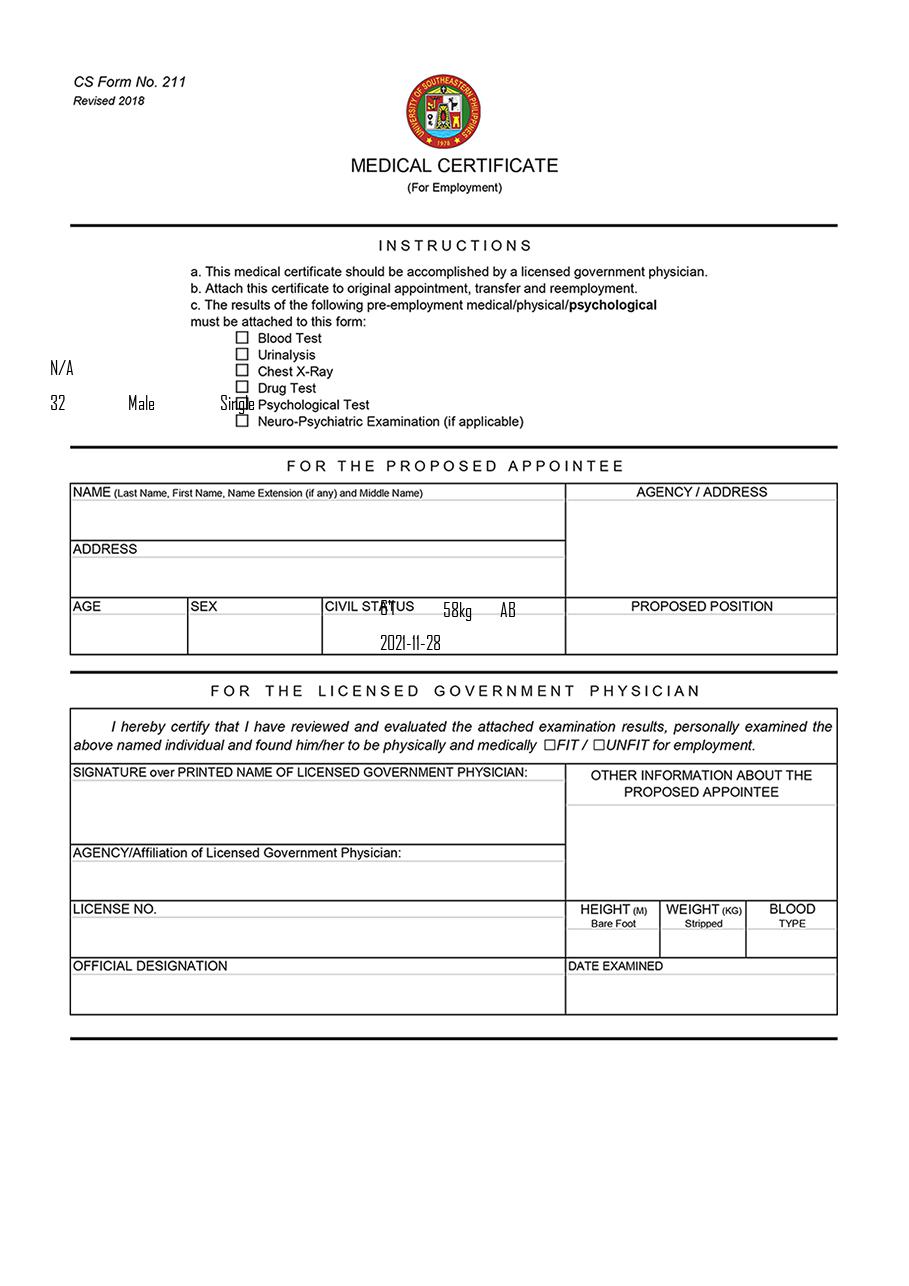 CS Form No. 211
Revised 2018
UNIVERSITY OF SOUTHEASTERN PHILIPPINES
1978
MEDICAL CERTIFICATE
(For Employment)
INSTRUCTIONS
a. This medical certificate should be accomplished by a licensed government physician.
b. Attach this certificate to original appointment, transfer and reemployment.
c. The results of the following pre-employment medical/physical/psychological
must be attached to this form:
☐ Blood Test
☐ Urinalysis
N/A
☐ Chest X-Ray
☐ Drug Test
32 Male Single
☐ Psychological Test
☐ Neuro-Psychiatric Examination (if applicable)
FOR THE PROPOSED APPOINTEE
NAME (Last Name, First Name, Name Extension (if any) and Middle Name)
AGENCY / ADDRESS
ADDRESS
AGE SEX CIVIL STATUS PROPOSED POSITION
58kg AB
2021-11-28
FOR THE LICENSED GOVERNMENT PHYSICIAN
I hereby certify that I have reviewed and evaluated the attached examination results, personally examined the
above named individual and found him/her to be physically and medically ☐FIT / ☐UNFIT for employment.
SIGNATURE over PRINTED NAME OF LICENSED GOVERNMENT PHYSICIAN:
OTHER INFORMATION ABOUT THE
PROPOSED APPOINTEE
AGENCY/Affiliation of Licensed Government Physician:
LICENSE NO.
HEIGHT (M) WEIGHT (KG) BLOOD
Bare Foot Stripped TYPE
OFFICIAL DESIGNATION
DATE EXAMINED